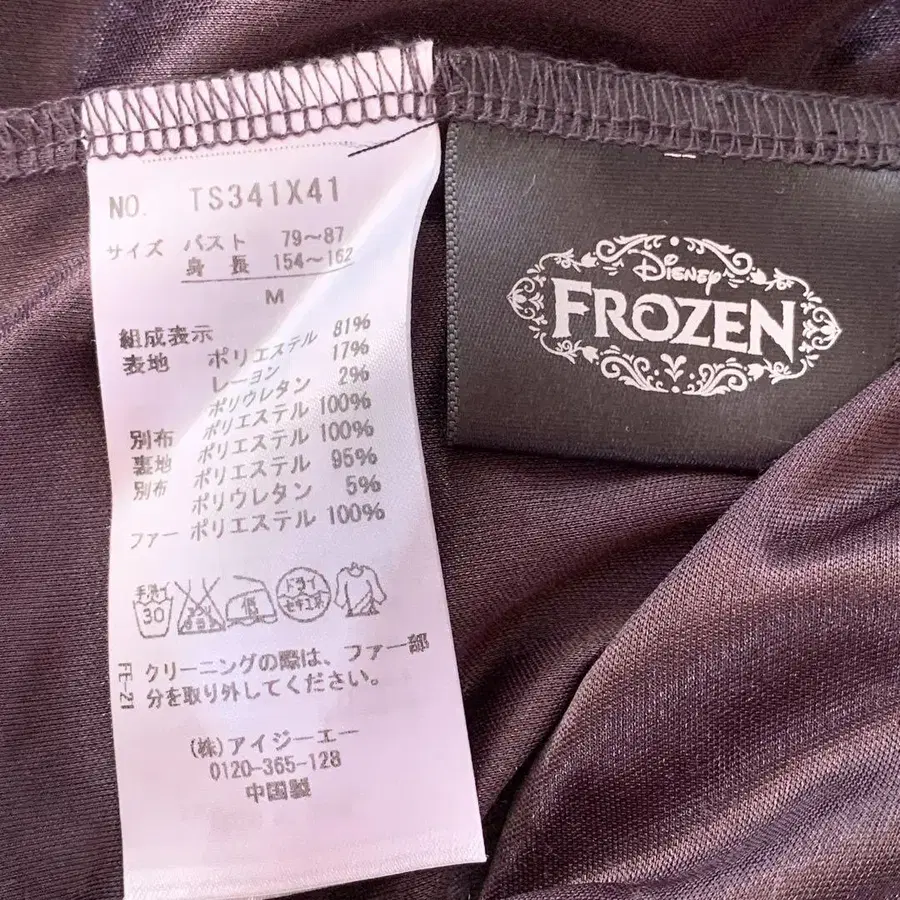 NO. TS341X41
サイズ バスト 79～87
身長 154～162
M
組成表示
表地 ポリエステル 81%
レーヨン 17%
ポリウレタン 2%
別布 ポリエステル 100%
裏地 ポリエステル 100%
別布 ポリエステル 95%
ポリウレタン 5%
ファー ポリエステル 100%
手洗イ
30
エンソサラシ
低
ドライ
セキユ系
FE-21
クリーニングの際は、ファー部
分を取り外してください。
(株)アイジーエー
0120-365-128
中国製
Disney
FROZEN